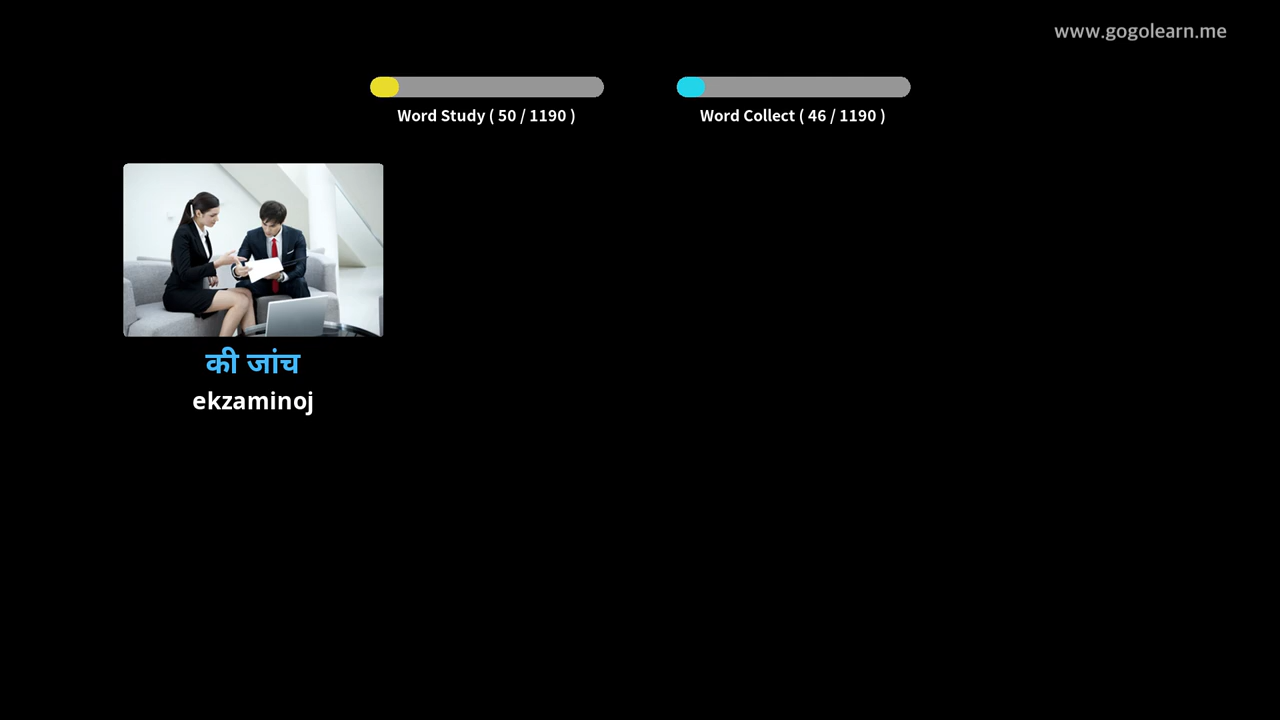 www.gogolearn.me
Word Study ( 50 / 1190 )
Word Collect ( 46 / 1190 )
की जांच
ekzaminoj